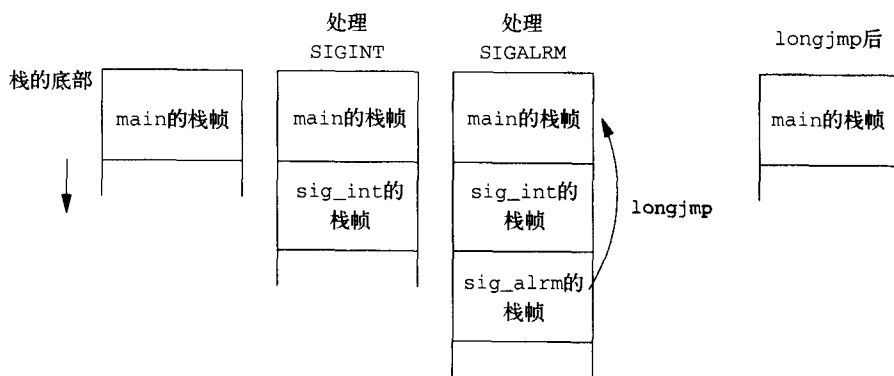 处理
SIGINT
处理
SIGALRM
longjmp后
栈的底部
main的栈帧
main的栈帧
main的栈帧
main的栈帧
sig_int的
栈帧
sig_int的
栈帧
longjmp
sig_alrm的
栈帧